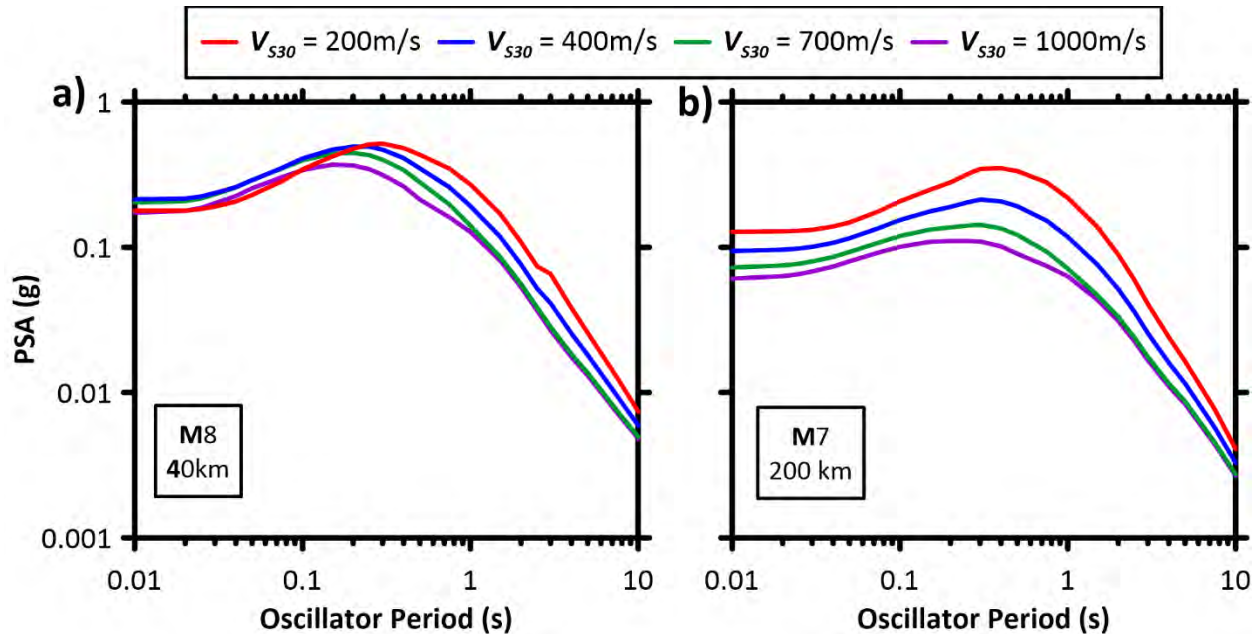 V_S30 = 200m/s V_S30 = 400m/s V_S30 = 700m/s V_S30 = 1000m/s
a)
b)
1
0.1
0.01
0.001
PSA (g)
M8
40km
M7
200 km
0.01 0.1 1 10
0.01 0.1 1 10
Oscillator Period (s)
Oscillator Period (s)